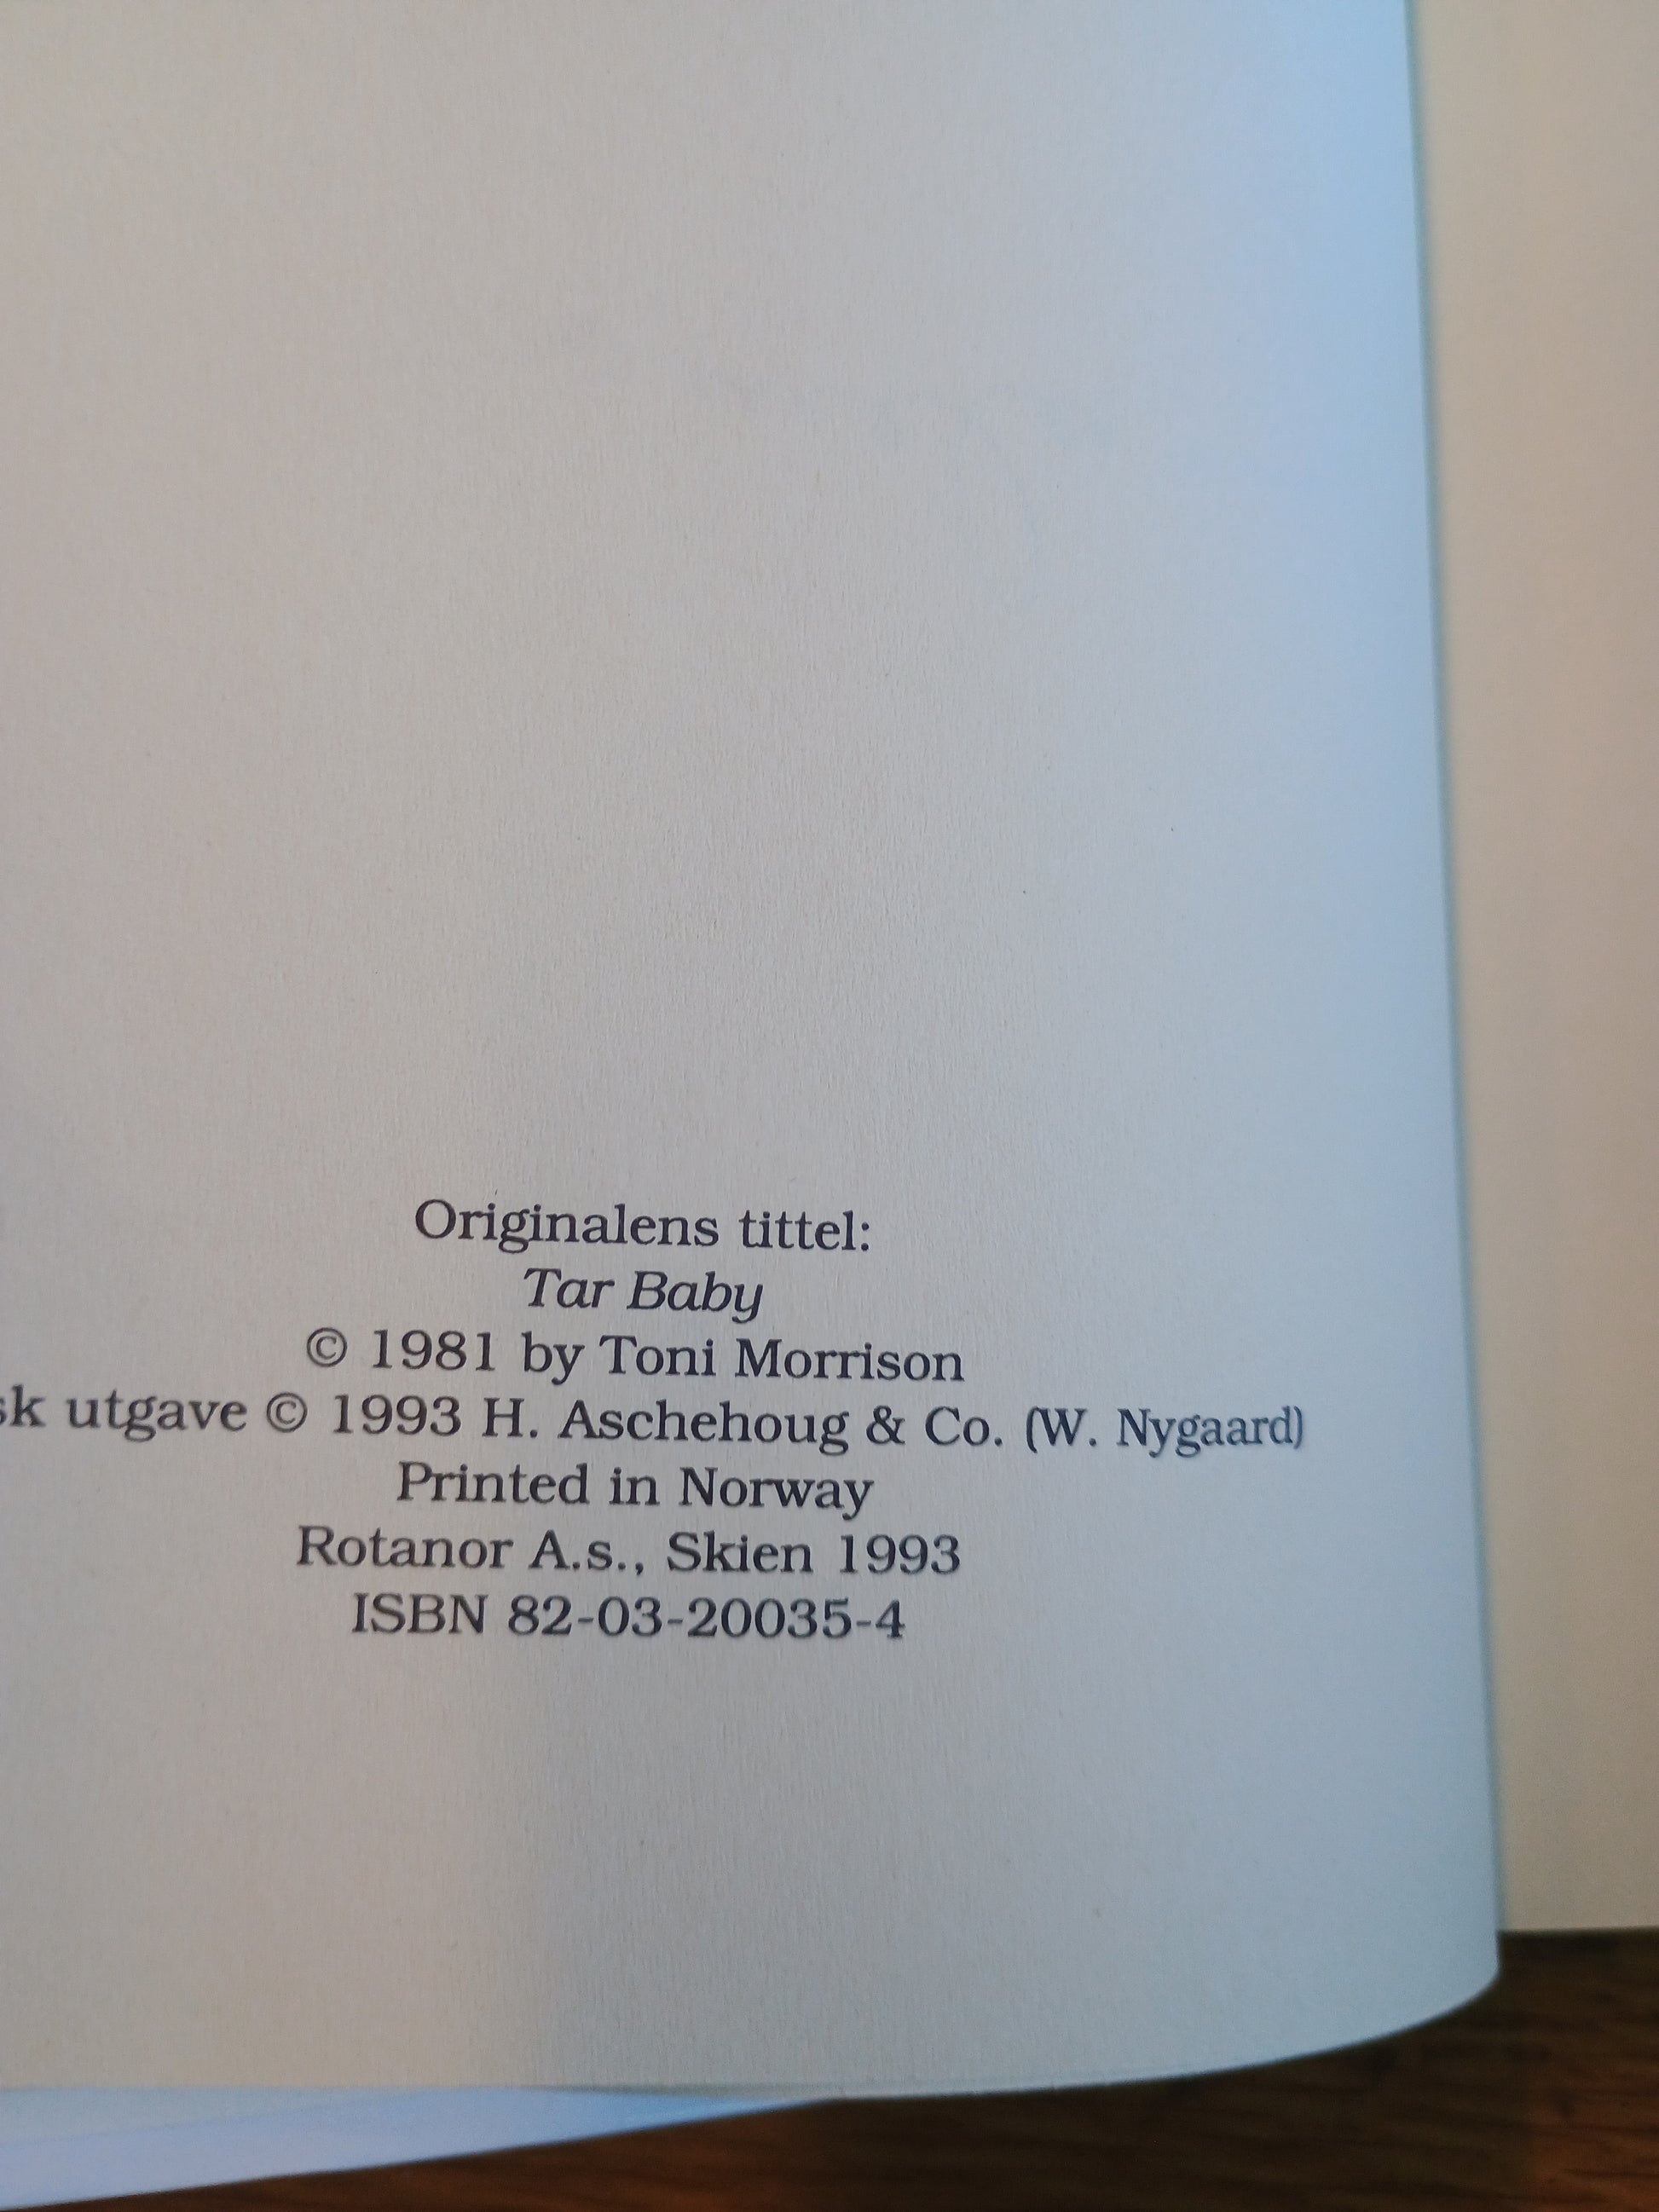 Originalens tittel:
Tar Baby
© 1981 by Toni Morrison
utgave © 1993 H. Aschehoug & Co. (W. Nygaard)
Printed in Norway
Rotanor A.s., Skien 1993
ISBN 82-03-20035-4